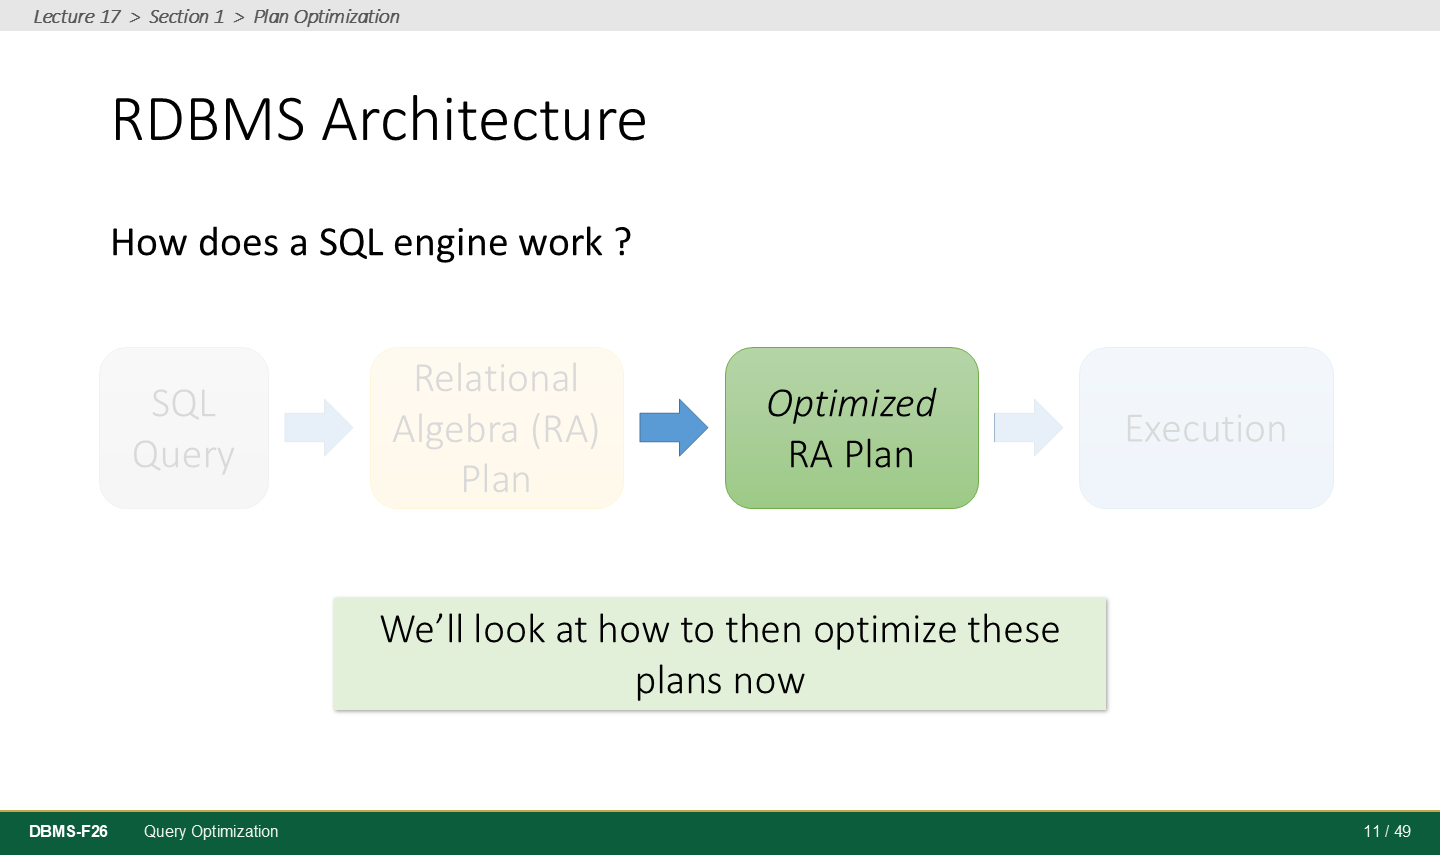 Lecture 17 > Section 1 > Plan Optimization
RDBMS Architecture
How does a SQL engine work ?
SQL
Query
Relational
Algebra (RA)
Plan
Optimized
RA Plan
Execution
We’ll look at how to then optimize these
plans now
DBMS-F26 Query Optimization 11 / 49